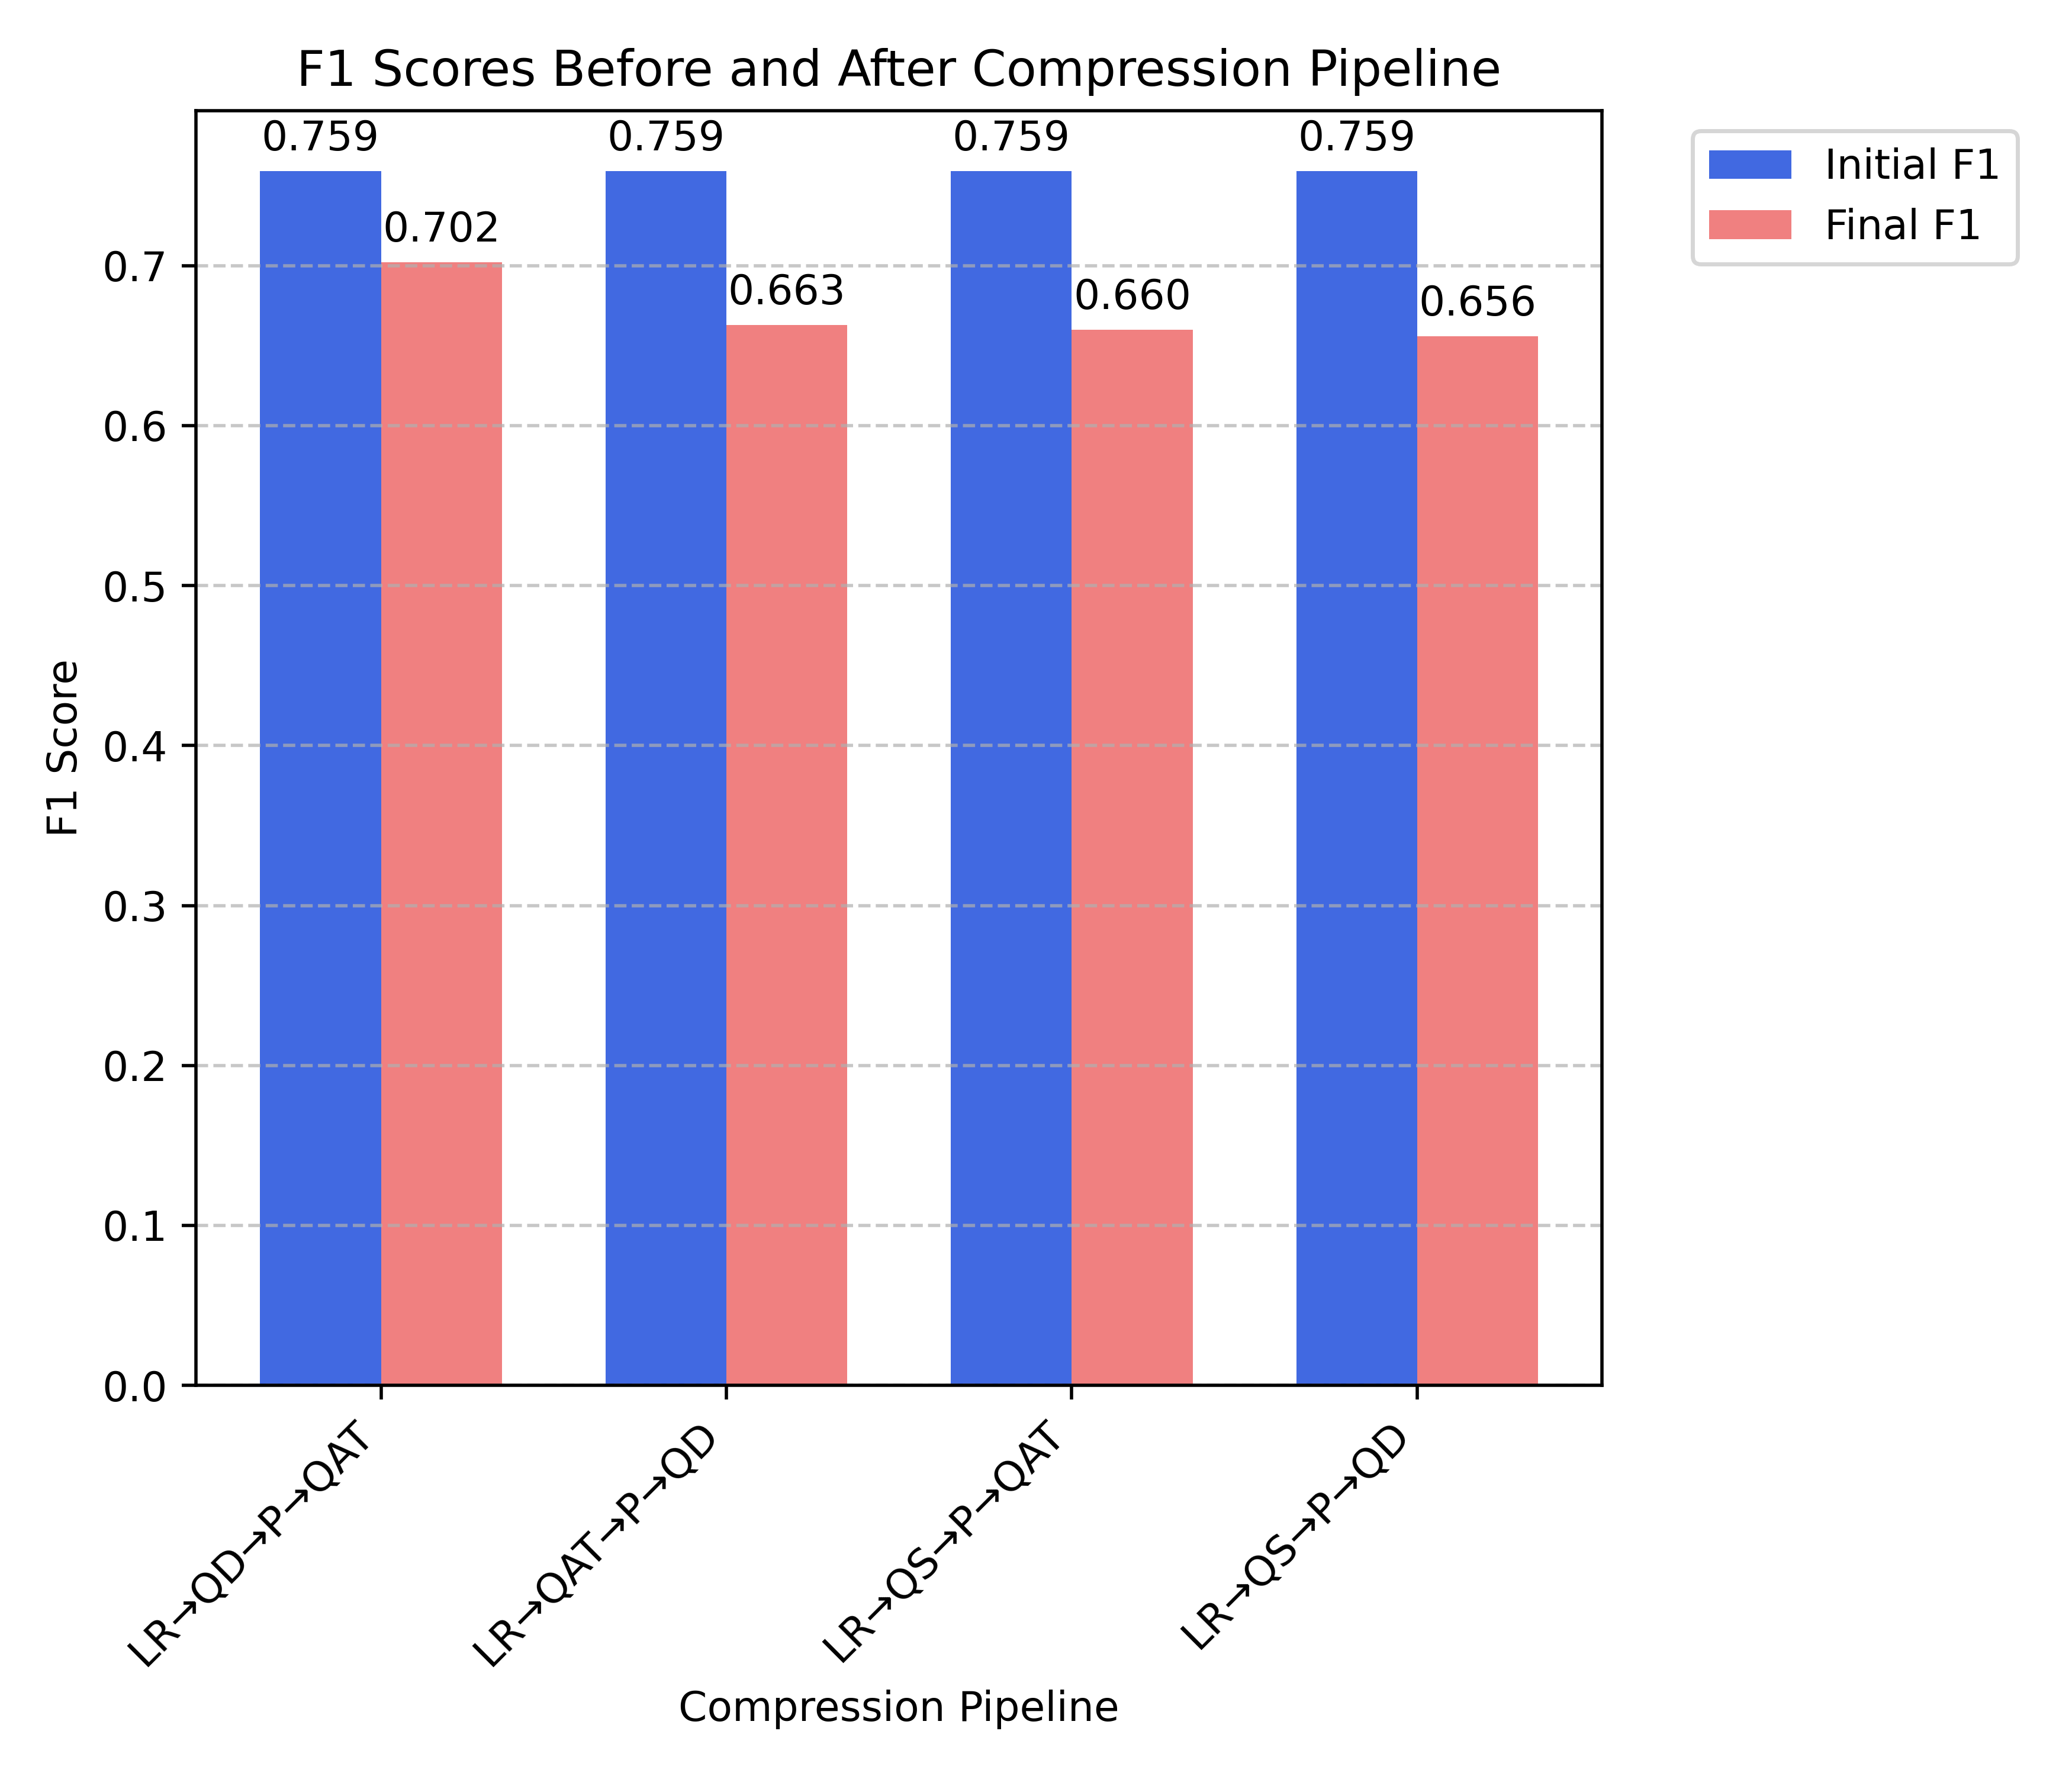 F1 Scores Before and After Compression Pipeline
0.759
0.702
0.759
0.663
0.759
0.660
0.759
0.656
Initial F1
Final F1
F1 Score
0.7
0.6
0.5
0.4
0.3
0.2
0.1
0.0
LR→QD→P→QAT
LR→QAT→P→QD
LR→QS→P→QAT
LR→QS→P→QD
Compression Pipeline